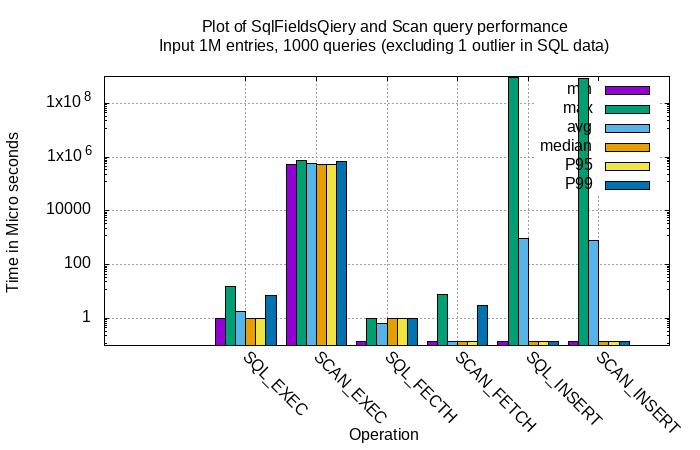 Plot of SqlFieldsQiery and Scan query performance
Input 1M entries, 1000 queries (excluding 1 outlier in SQL data)
Time in Micro seconds
1x10^8
1x10^6
10000
100
1
min
max
avg
median
P95
P99
SQL_EXEC
SCAN_EXEC
SQL_FECTH
SCAN_FETCH
SQL_INSERT
SCAN_INSERT
Operation